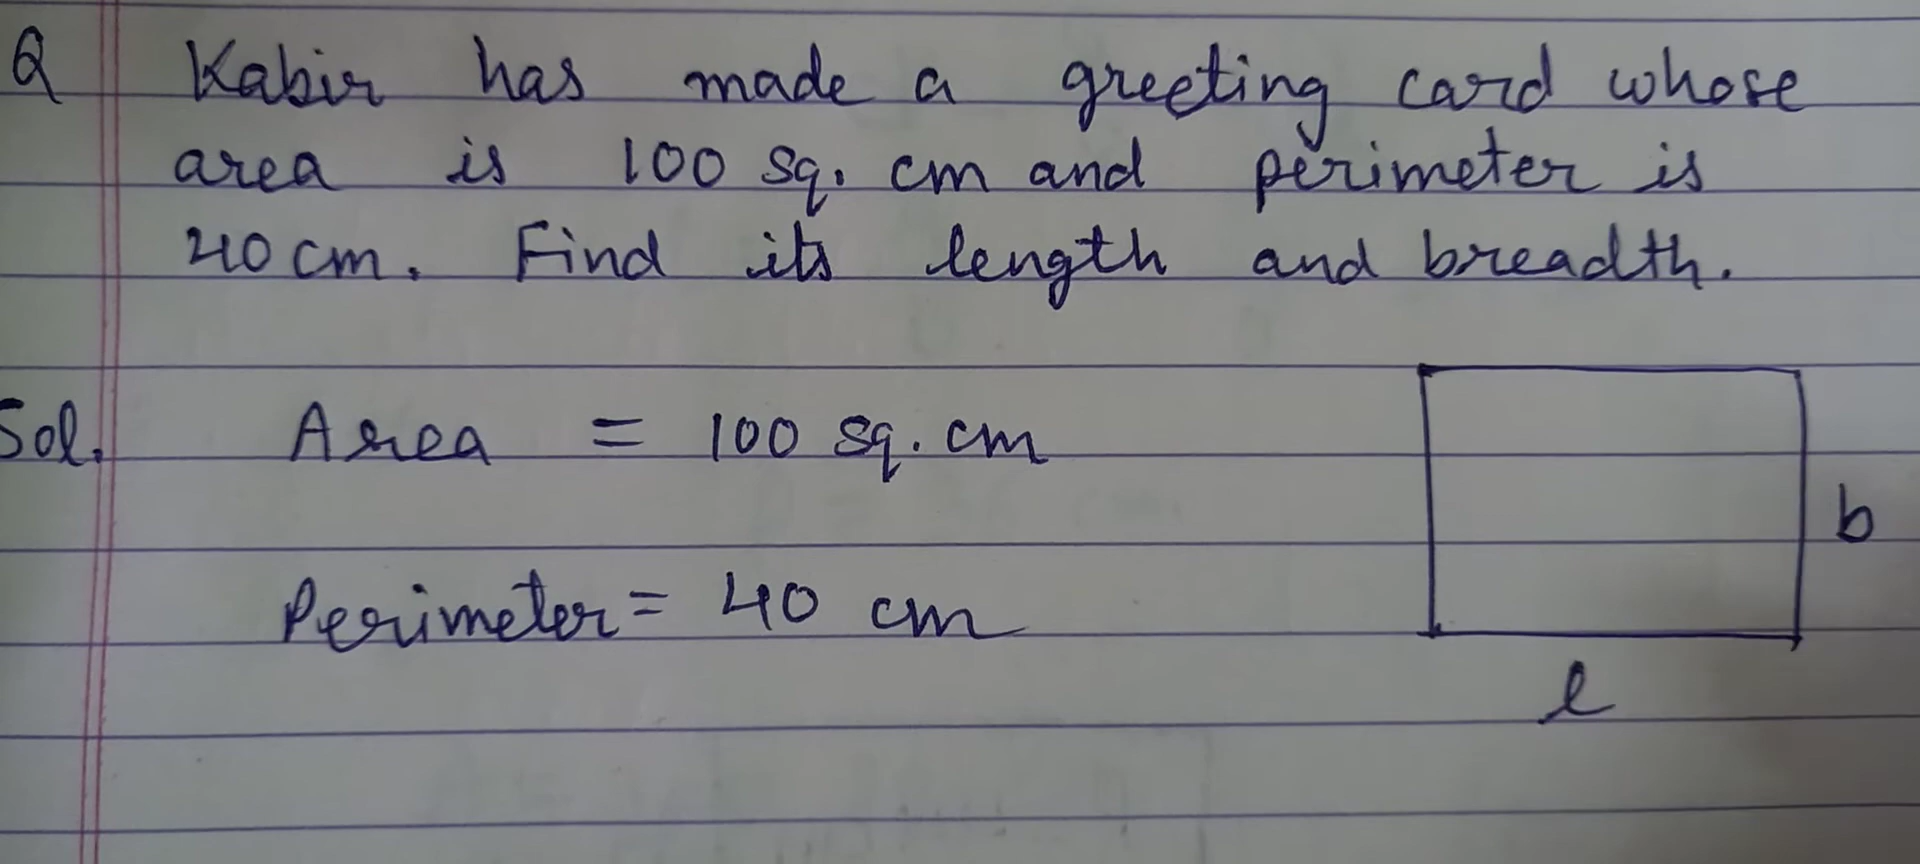 Q Kabir has made a greeting card whose
area is 100 sq. cm and perimeter is
40 cm. Find its length and breadth.
Sol. Area = 100 sq. cm
b
Perimeter = 40 cm
l